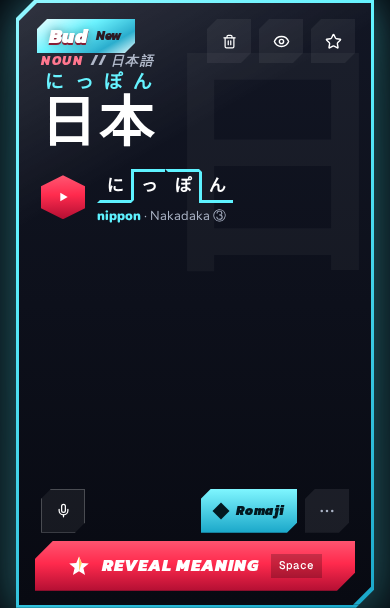 Bud New
NOUN // 日本語
にっぽん
日本
にっぽん
nippon · Nakadaka ③
Romaji
REVEAL MEANING Space